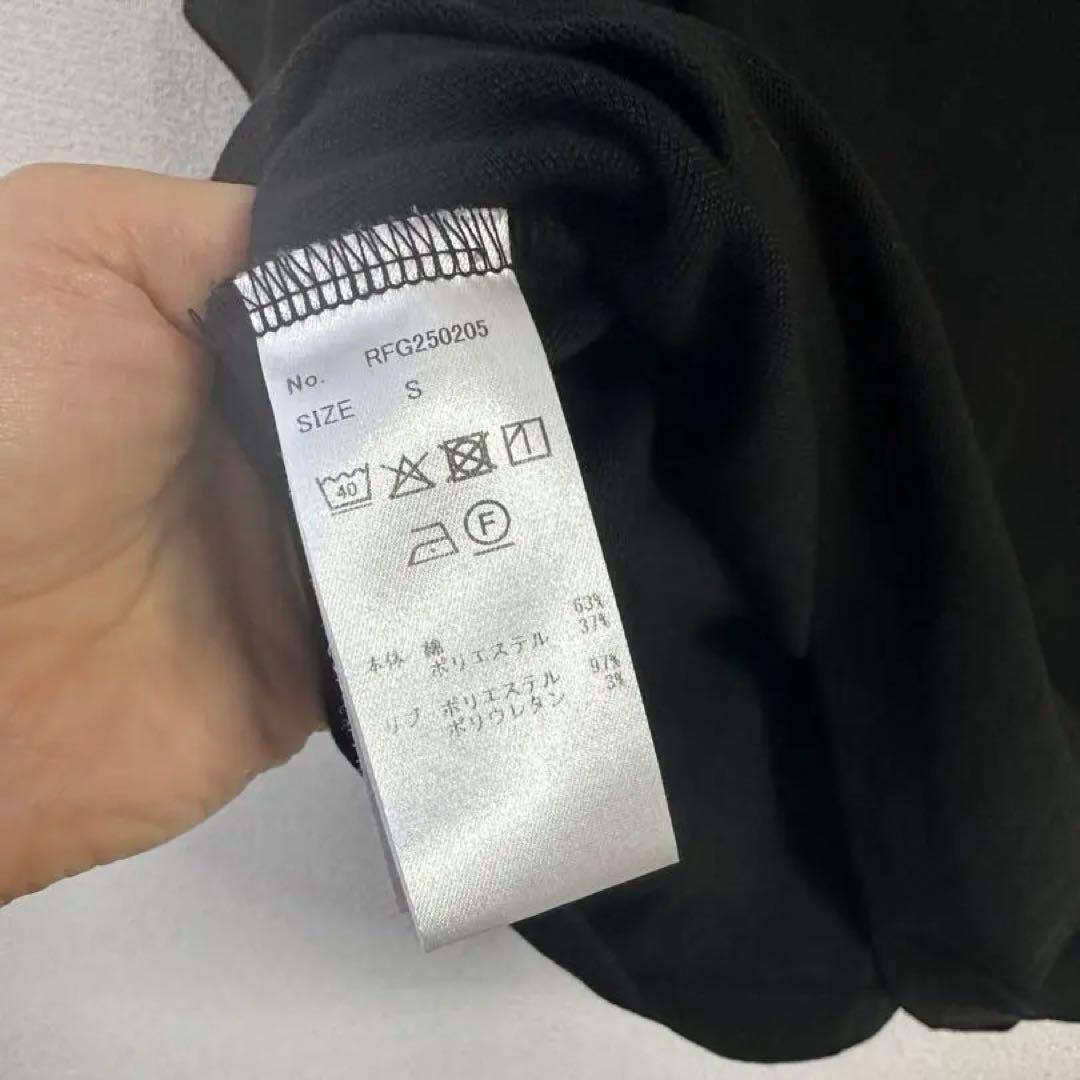 No. RFG250205
SIZE S
40
F
本体 綿 63%
ポリエステル 37%
リブ ポリエステル 97%
ポリウレタン 3%